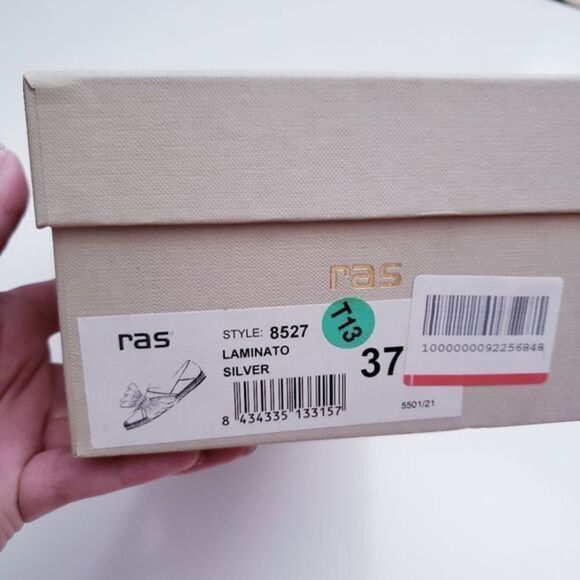 ras
ras
STYLE: 8527
LAMINATO
SILVER
37
T13
8 434335 133157
5501/21
1000000092256848